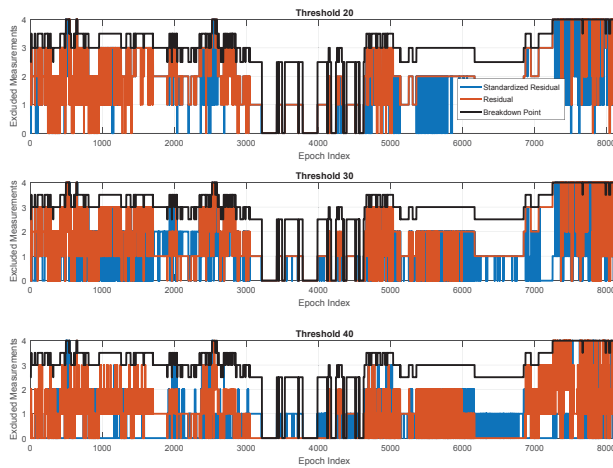 Threshold 20
Excluded Measurements
4
3
2
1
0
Standardized Residual
Residual
Breakdown Point
0 1000 2000 3000 4000 5000 6000 7000 8000
Epoch Index
Threshold 30
Excluded Measurements
4
3
2
1
0
0 1000 2000 3000 4000 5000 6000 7000 8000
Epoch Index
Threshold 40
Excluded Measurements
4
3
2
1
0
0 1000 2000 3000 4000 5000 6000 7000 8000
Epoch Index